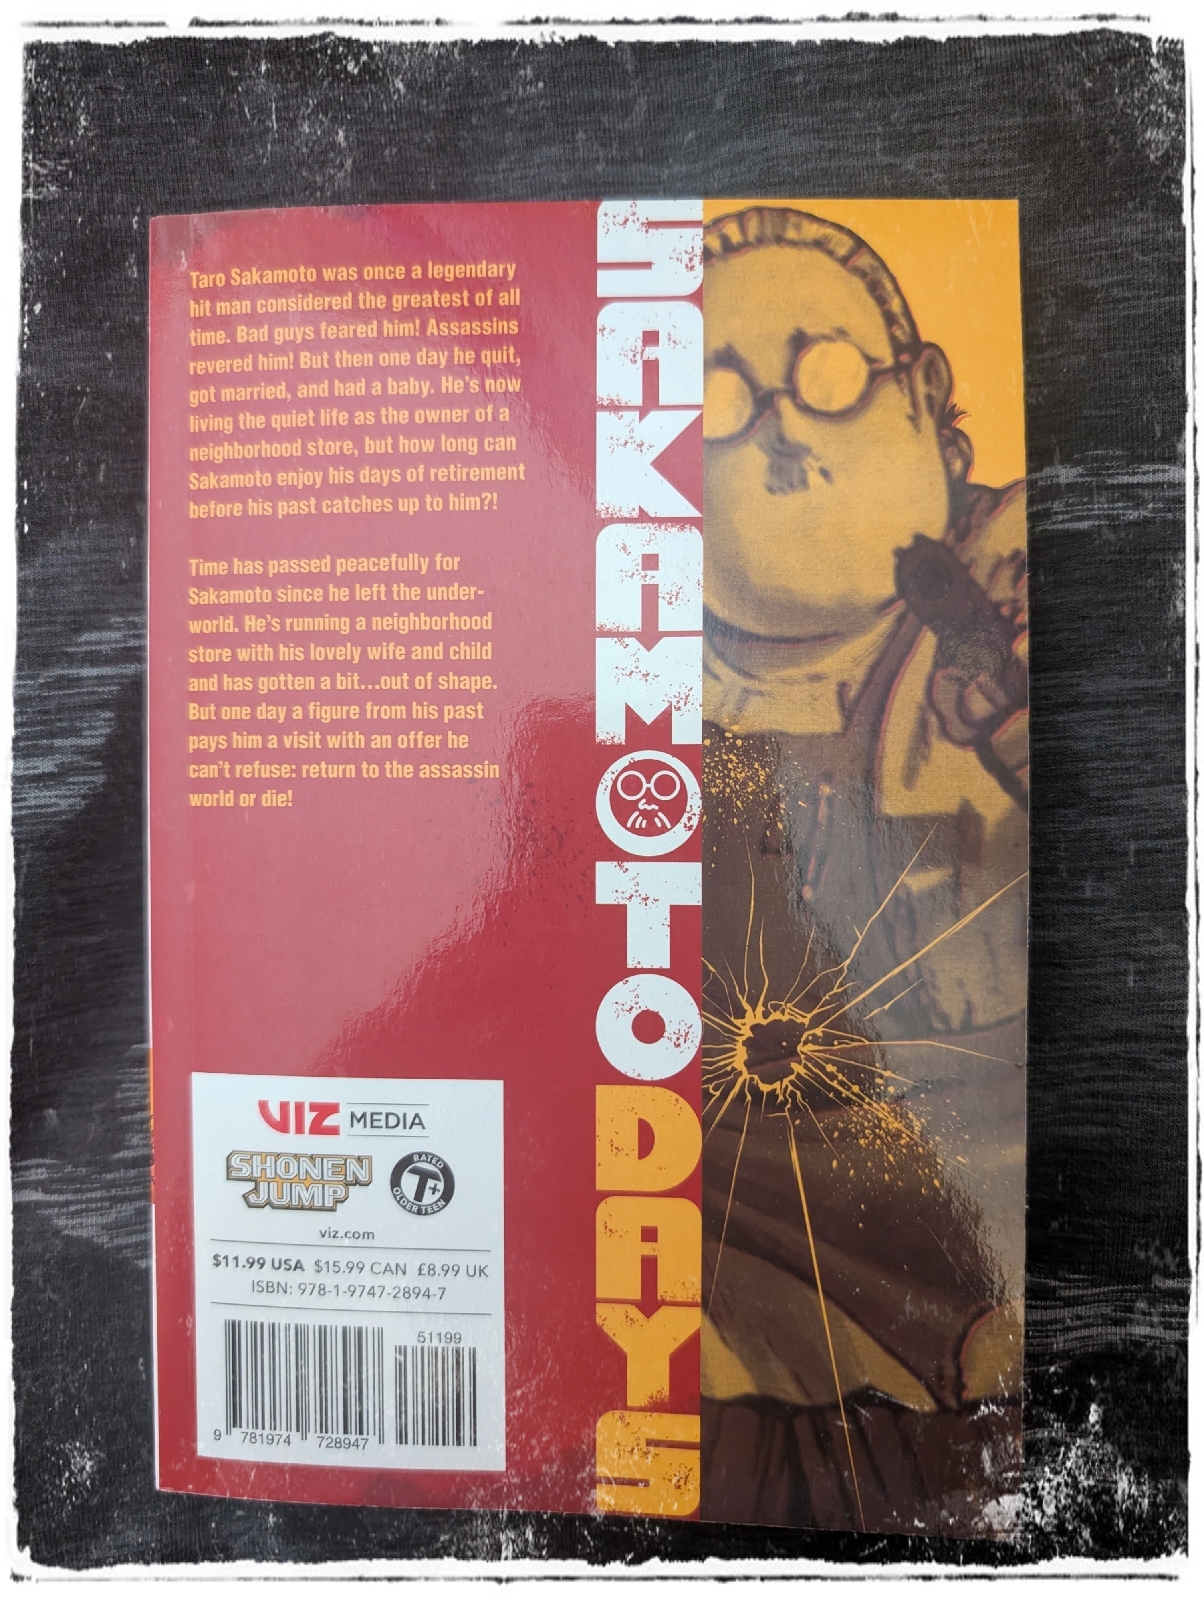 Taro Sakamoto was once a legendary
hit man considered the greatest of all
time. Bad guys feared him! Assassins
revered him! But then one day he quit,
got married, and had a baby. He's now
living the quiet life as the owner of a
neighborhood store, but how long can
Sakamoto enjoy his days of retirement
before his past catches up to him?!
Time has passed peacefully for
Sakamoto since he left the under-
world. He's running a neighborhood
store with his lovely wife and child
and has gotten a bit...out of shape.
But one day a figure from his past
pays him a visit with an offer he
can't refuse: return to the assassin
world or die!
SAKAMOTO DAYS
VIZ MEDIA
SHONEN
JUMP
RATED
T+
OLDER TEEN
viz.com
$11.99 USA $15.99 CAN £8.99 UK
ISBN: 978-1-9747-2894-7
51199
9 781974 728947